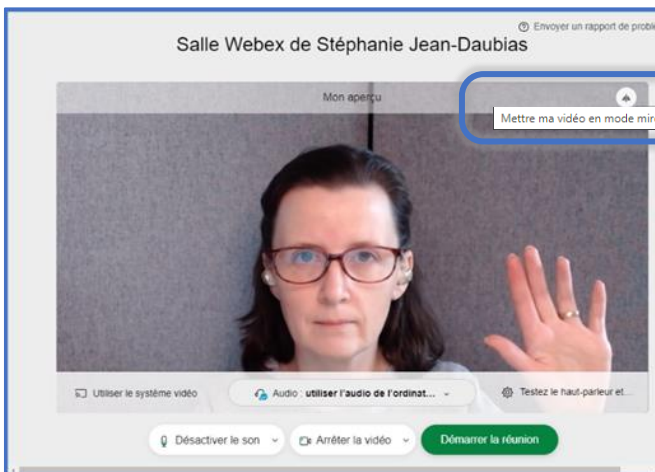 Envoyer un rapport de problè
Salle Webex de Stéphanie Jean-Daubias
Mon aperçu
Mettre ma vidéo en mode mir
Utiliser le système vidéo
Audio : utiliser l'audio de l'ordinat...
Testez le haut-parleur et...
Désactiver le son
Arrêter la vidéo
Démarrer la réunion